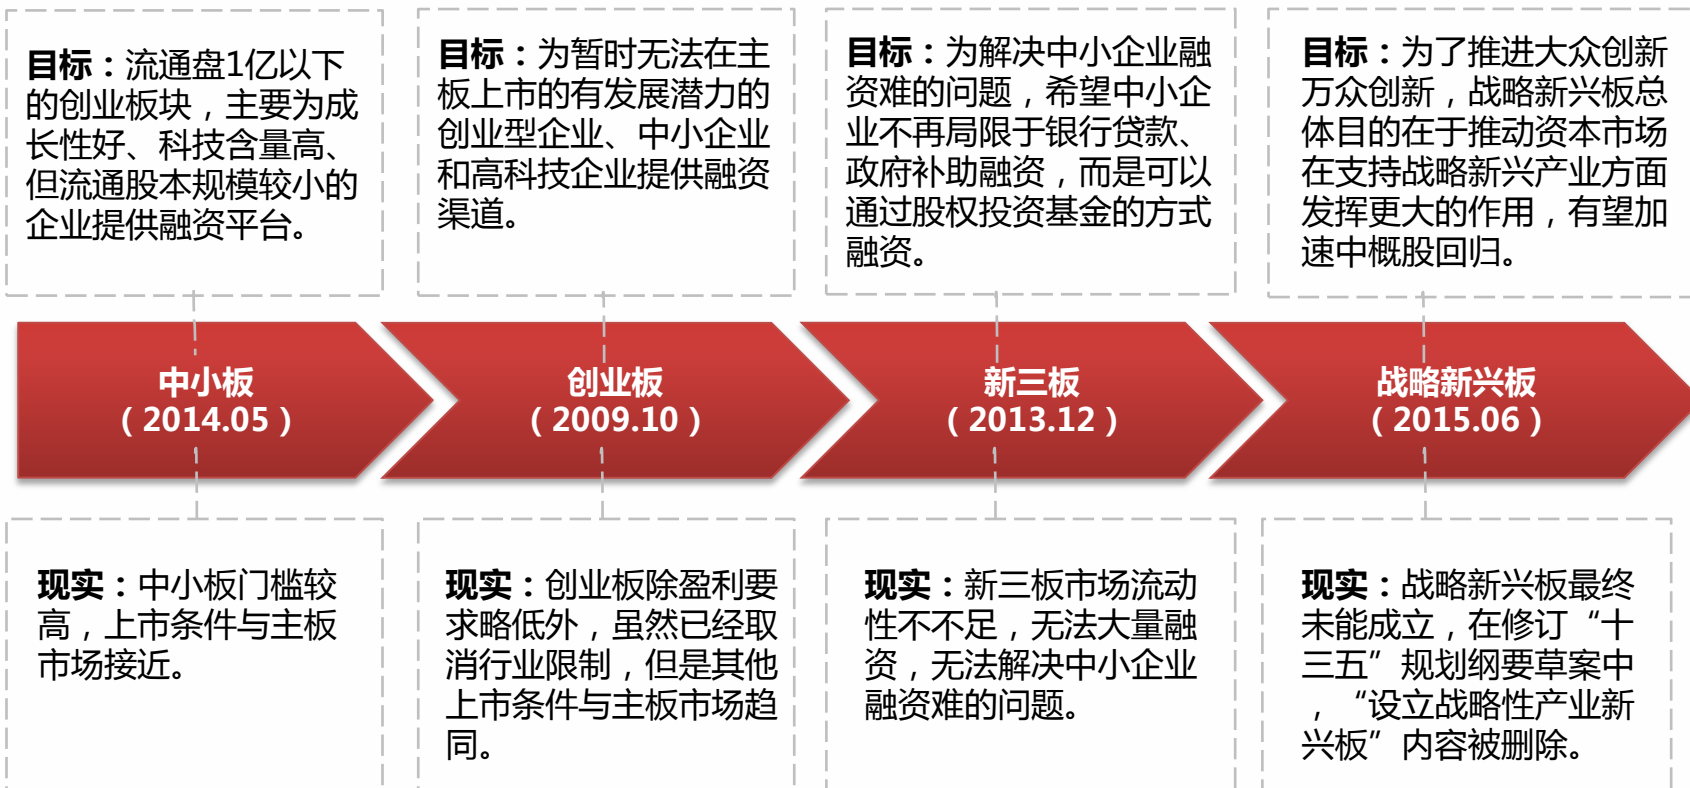 目标：流通盘1亿以下
的创业板块，主要为成
长性好、科技含量高、
但流通股本规模较小的
企业提供融资平台。
目标：为暂时无法在主
板上市的有发展潜力的
创业型企业、中小企业
和高科技企业提供融资
渠道。
目标：为解决中小企业融
资难的问题，希望中小企
业不再局限于银行贷款、
政府补助融资，而是可以
通过股权投资基金的方式
融资。
目标：为了推进大众创新
万众创新，战略新兴板总
体目的在于推动资本市场
在支持战略新兴产业方面
发挥更大的作用，有望加
速中概股回归。
中小板
（2014.05）
创业板
（2009.10）
新三板
（2013.12）
战略新兴板
（2015.06）
现实：中小板门槛较
高，上市条件与主板
市场接近。
现实：创业板除盈利要
求略低外，虽然已经取
消行业限制，但是其他
上市条件与主板市场趋
同。
现实：新三板市场流动
性不不足，无法大量融
资，无法解决中小企业
融资难的问题。
现实：战略新兴板最终
未能成立，在修订“十
三五”规划纲要草案中
，“设立战略性产业新
兴板”内容被删除。